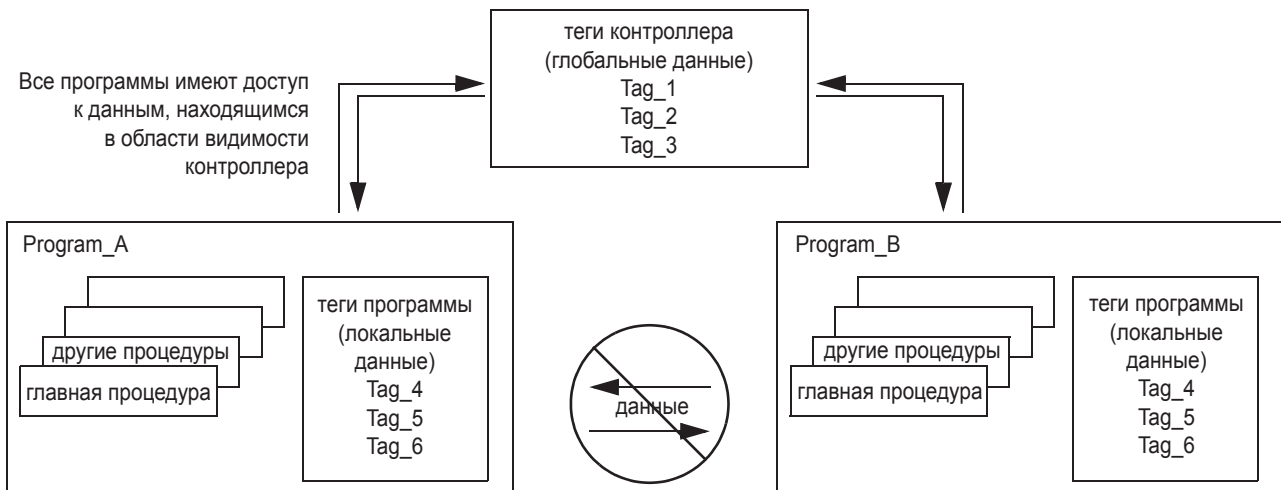 теги контроллера
(глобальные данные)
Tag_1
Tag_2
Tag_3
Все программы имеют доступ
к данным, находящимся
в области видимости
контроллера
Program_A
другие процедуры
главная процедура
теги программы
(локальные
данные)
Tag_4
Tag_5
Tag_6
данные
Program_B
другие процедуры
главная процедура
теги программы
(локальные
данные)
Tag_4
Tag_5
Tag_6